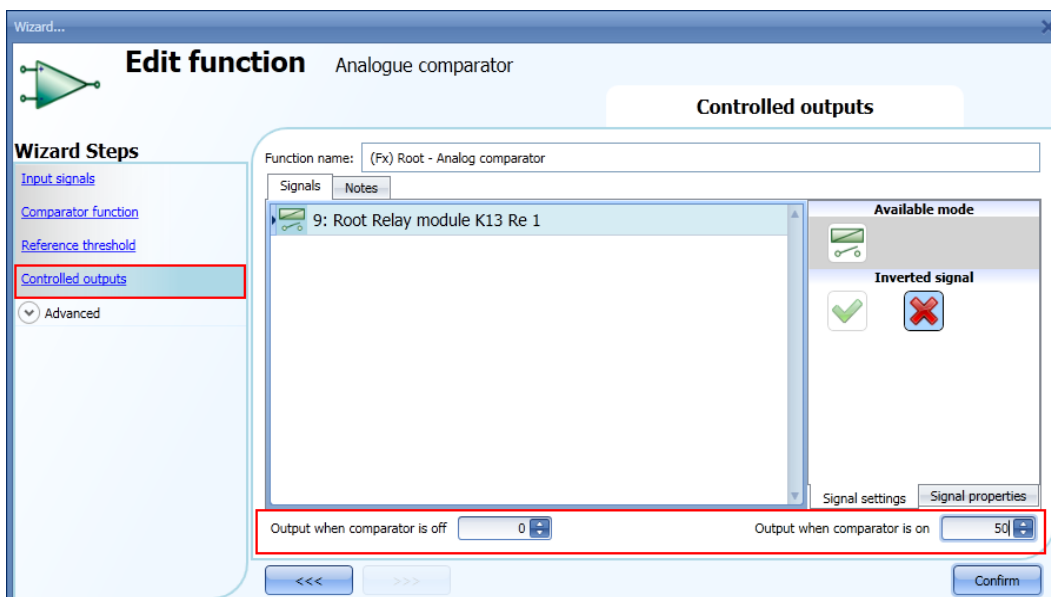 Wizard...
Edit function Analogue comparator
Controlled outputs
Wizard Steps
Input signals
Comparator function
Reference threshold
Controlled outputs
Advanced
Function name: (Fx) Root - Analog comparator
Signals Notes
9: Root Relay module K13 Re 1
Available mode
Inverted signal
Signal settings Signal properties
Output when comparator is off 0 Output when comparator is on 50
<<< >>> Confirm